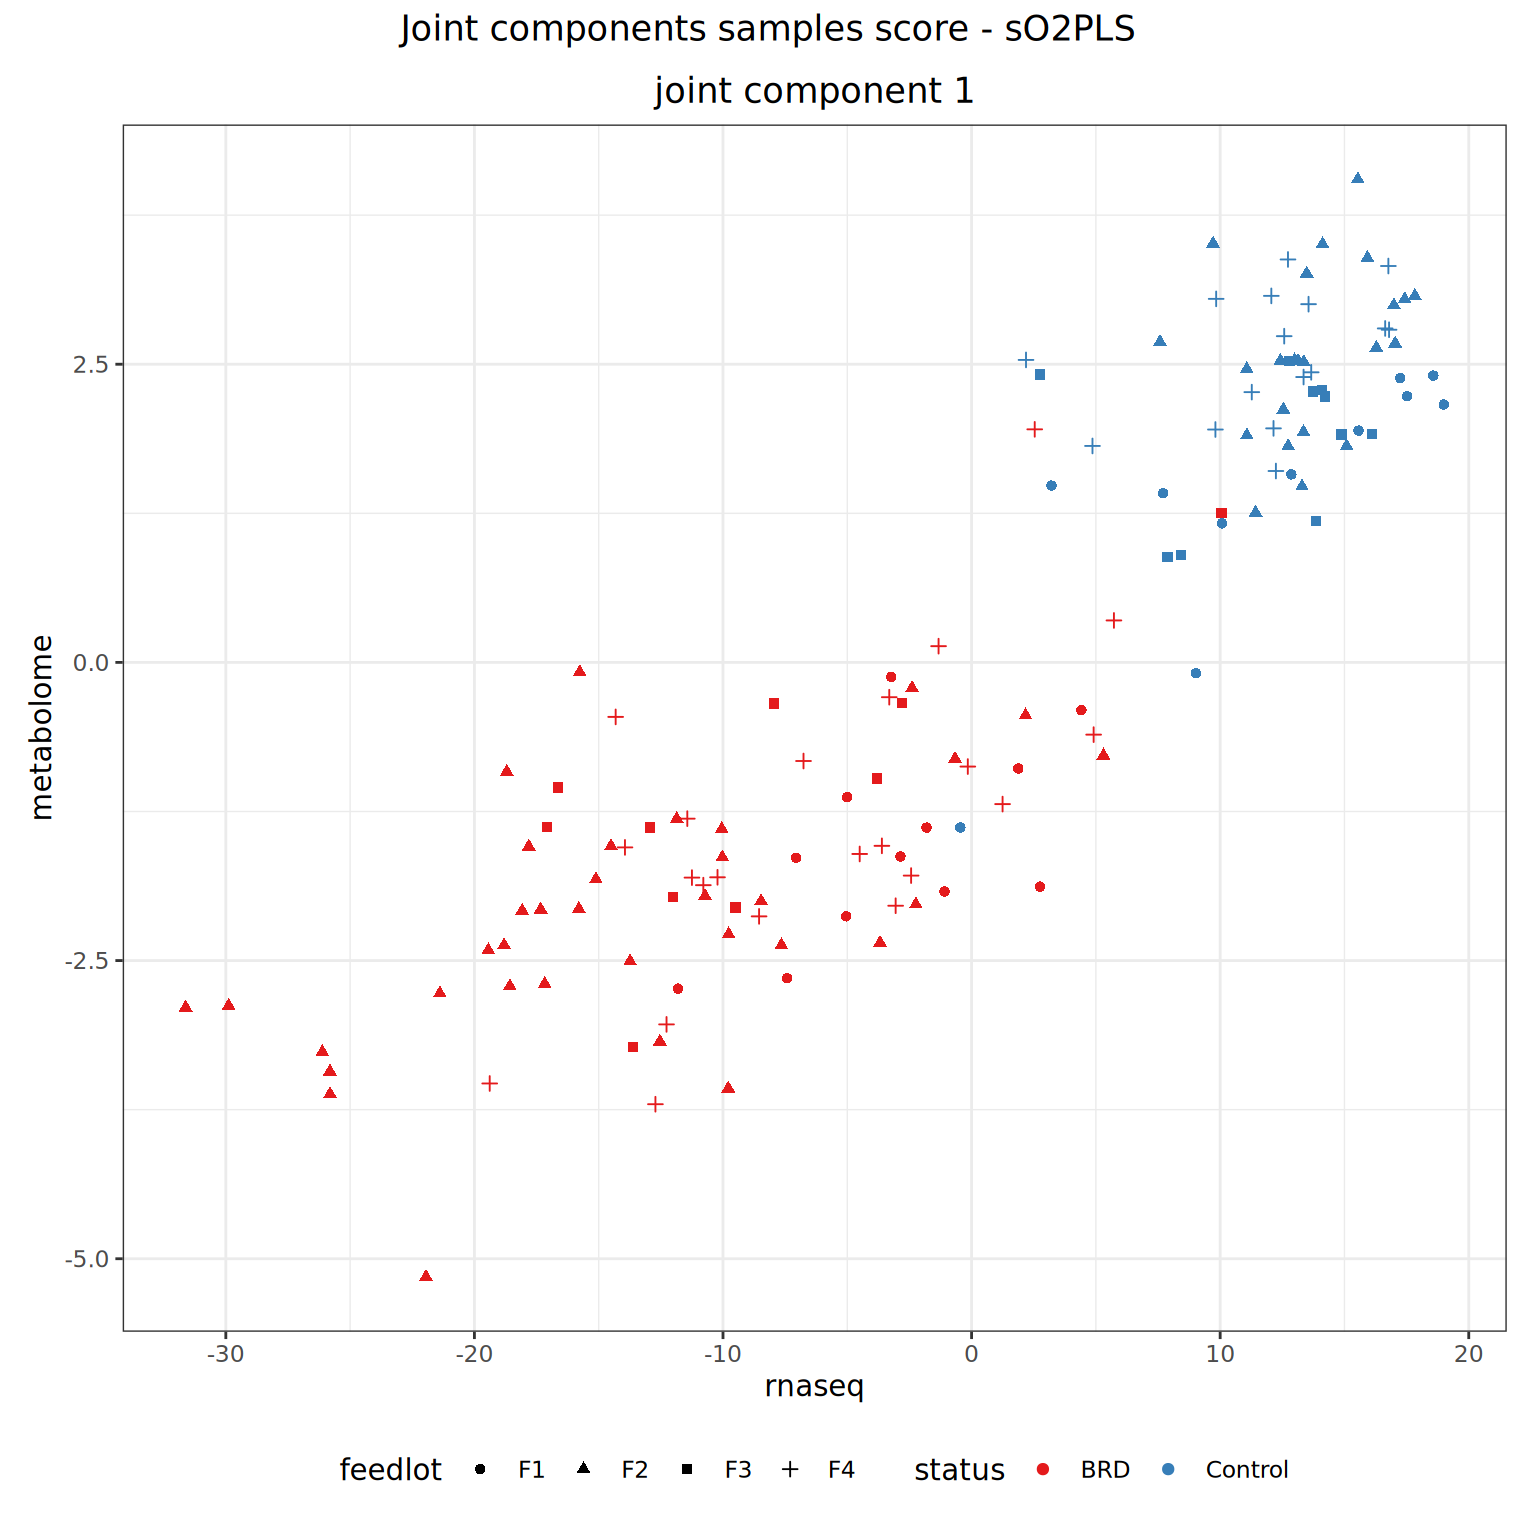 Joint components samples score - sO2PLS
joint component 1
metabolome
2.5
0.0
-2.5
-5.0
-30 -20 -10 0 10 20
rnaseq
feedlot F1 F2 F3 F4 status BRD Control